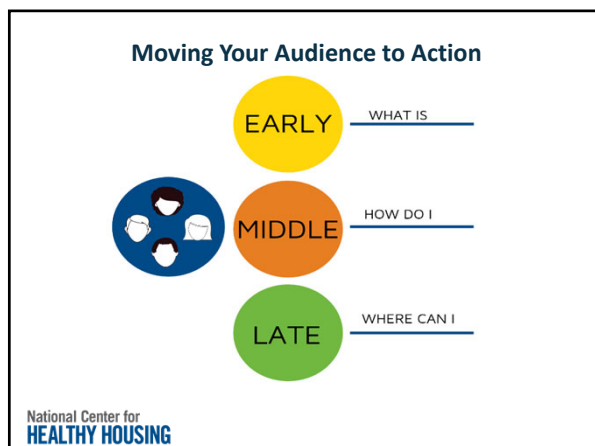 Moving Your Audience to Action
EARLY
WHAT IS
MIDDLE
HOW DO I
LATE
WHERE CAN I
National Center for
HEALTHY HOUSING